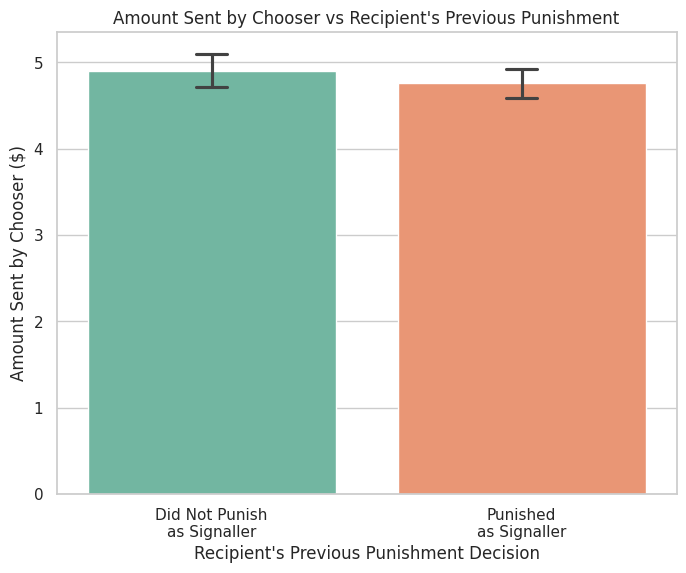 Amount Sent by Chooser vs Recipient's Previous Punishment
Amount Sent by Chooser ($)
5
4
3
2
1
0
Did Not Punish
as Signaller
Punished
as Signaller
Recipient's Previous Punishment Decision